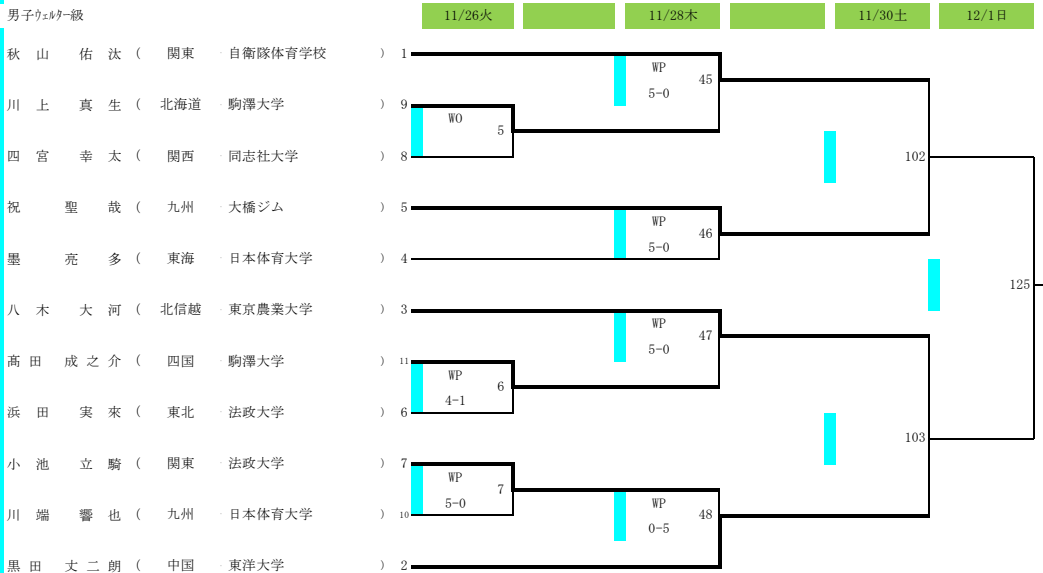 男子ウェルター級 11/26火 11/28木 11/30土 12/1日
秋山 佑汰 ( 関東 ・ 自衛隊体育学校 ) 1
WP 45
5-0
川上 真生 ( 北海道 ・ 駒澤大学 ) 9
WO 5
四宮 幸太 ( 関西 ・ 同志社大学 ) 8
102
祝 聖哉 ( 九州 ・ 大橋ジム ) 5
WP 46
5-0
墨 亮多 ( 東海 ・ 日本体育大学 ) 4
125
八木 大河 ( 北信越 ・ 東京農業大学 ) 3
WP 47
5-0
髙田 成之介 ( 四国 ・ 駒澤大学 ) 11
WP 6
4-1
浜田 実來 ( 東北 ・ 法政大学 ) 6
103
小池 立騎 ( 関東 ・ 法政大学 ) 7
WP 7
5-0
WP 48
0-5
川端 響也 ( 九州 ・ 日本体育大学 ) 10
黒田 丈二朗 ( 中国 ・ 東洋大学 ) 2